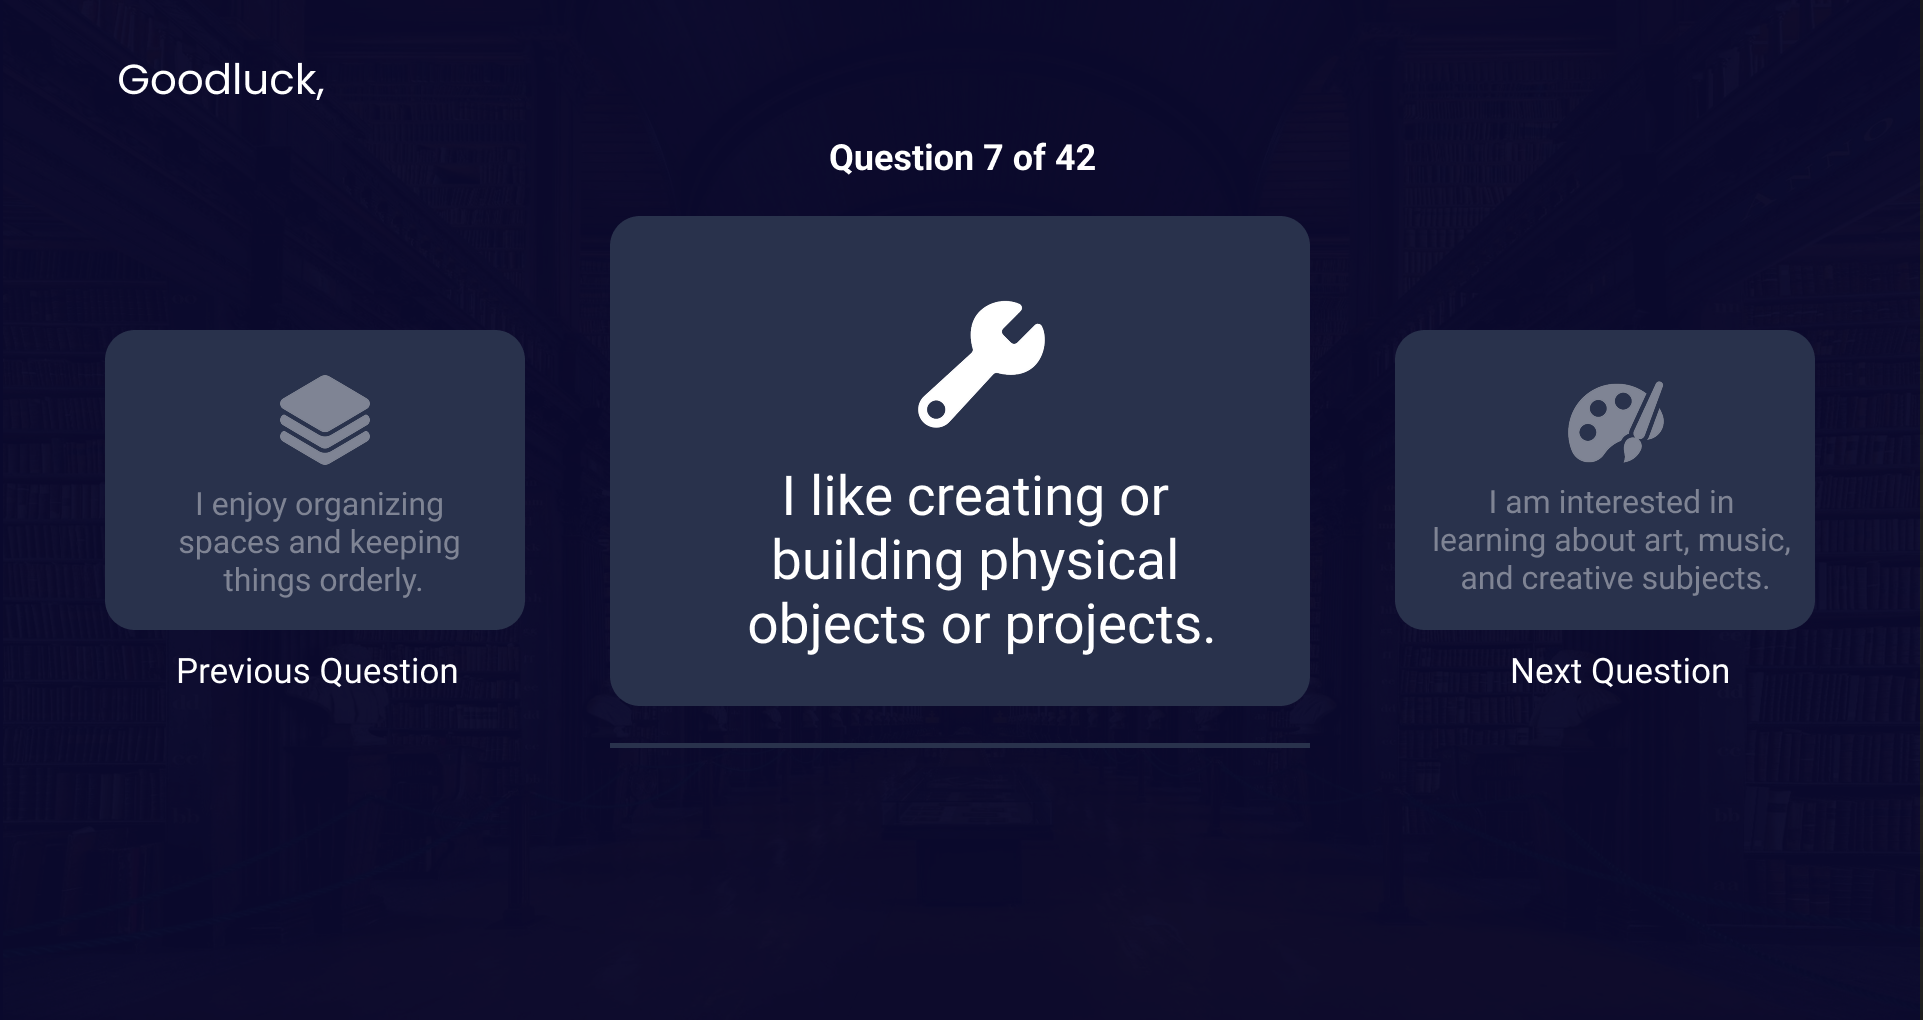 Goodluck,
Question 7 of 42
I enjoy organizing
spaces and keeping
things orderly.
Previous Question
I like creating or
building physical
objects or projects.
I am interested in
learning about art, music,
and creative subjects.
Next Question